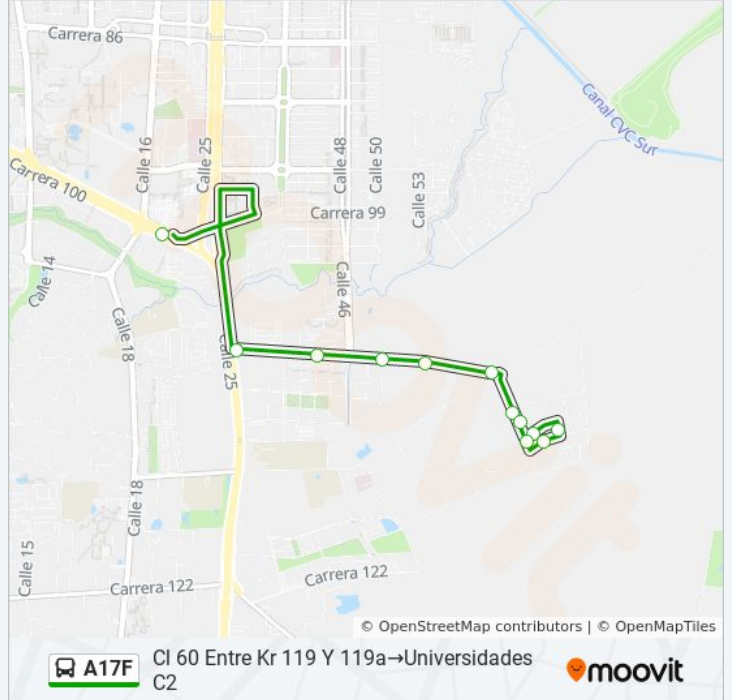 Carrera 86
Calle 16
Calle 25
Calle 48
Calle 50
Canal CVC Sur
Carrera 100
Calle 53
Carrera 99
Calle 14
Calle 46
Calle 18
Calle 25
Calle 18
Calle 15
Carrera 122
Carrera 122
© OpenStreetMap contributors | © OpenMapTiles
A17F
Cl 60 Entre Kr 119 Y 119a→Universidades
C2
moovit